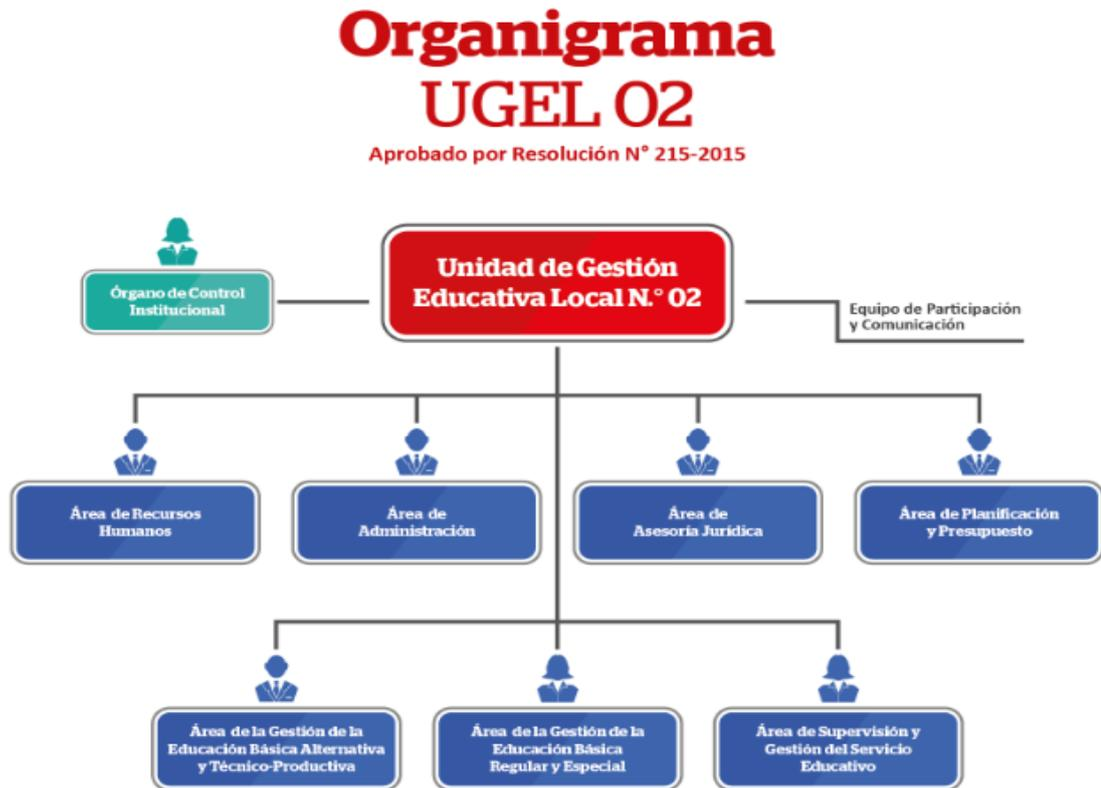 Organigrama
UGEL 02
Aprobado por Resolución N° 215-2015
Órgano de Control
Institucional
Unidad de Gestión
Educativa Local N.° 02
Equipo de Participación
y Comunicación
Área de Recursos
Humanos
Área de
Administración
Área de
Asesoría Jurídica
Área de Planificación
y Presupuesto
Área de la Gestión de la
Educación Básica Alternativa
y Técnico-Productiva
Área de la Gestión de la
Educación Básica
Regular y Especial
Área de Supervisión y
Gestión del Servicio
Educativo